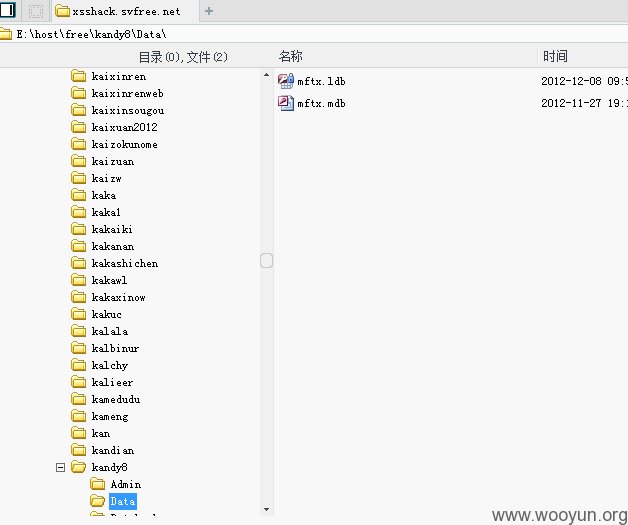 xsshack.svfree.net
E:\host\free\kandy8\Data\
目录(0),文件(2)
名称
时间
kaixinren
kaixinrenweb
kaixinsougou
kaixuan2012
kaizokunome
kaizuan
kaizw
kaka
kaka1
kakaiki
kakanan
kakashichen
kakawl
kakaxinow
kakuc
kalala
kalbinur
kalchy
kalieer
kamedudu
kameng
kan
kandian
kandy8
Admin
Data
mftx.ldb 2012-12-08 09:5
mftx.mdb 2012-11-27 19:1
www.wooyun.org